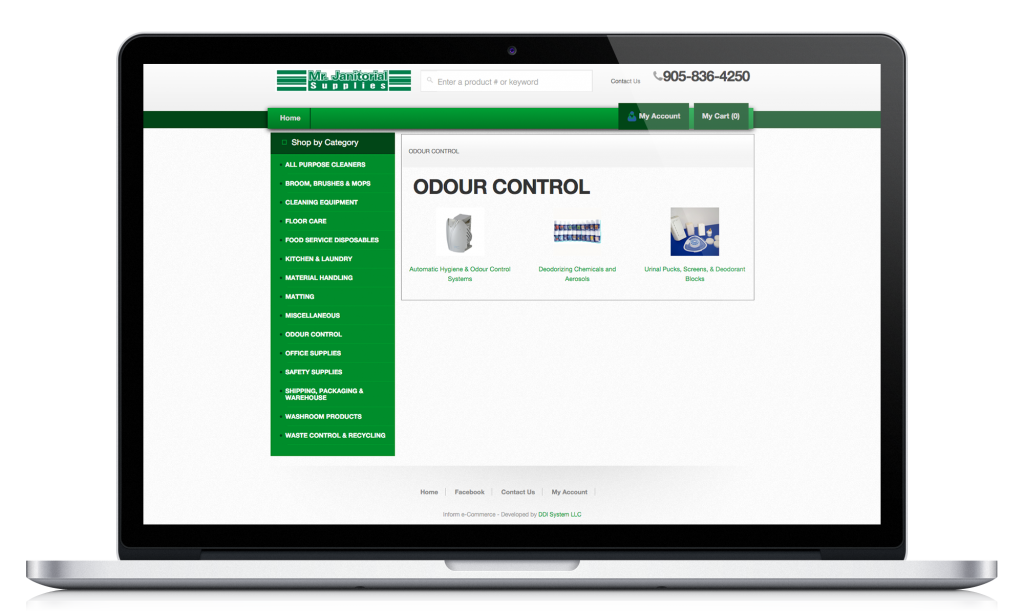 Mr. Janitorial
Supplies
Enter a product # or keyword
Contact Us
905-836-4250
Home
My Account
My Cart (0)
Shop by Category
ALL PURPOSE CLEANERS
BROOM, BRUSHES & MOPS
CLEANING EQUIPMENT
FLOOR CARE
FOOD SERVICE DISPOSABLES
KITCHEN & LAUNDRY
MATERIAL HANDLING
MATTING
MISCELLANEOUS
ODOUR CONTROL
OFFICE SUPPLIES
SAFETY SUPPLIES
SHIPPING, PACKAGING &
WAREHOUSE
WASHROOM PRODUCTS
WASTE CONTROL & RECYCLING
ODOUR CONTROL
ODOUR CONTROL
Automatic Hygiene & Odour Control
Systems
Deodorizing Chemicals and
Aerosols
Urinal Pucks, Screens, & Deodorant
Blocks
Home
Facebook
Contact Us
My Account
Inform e-Commerce - Developed by DDI System LLC